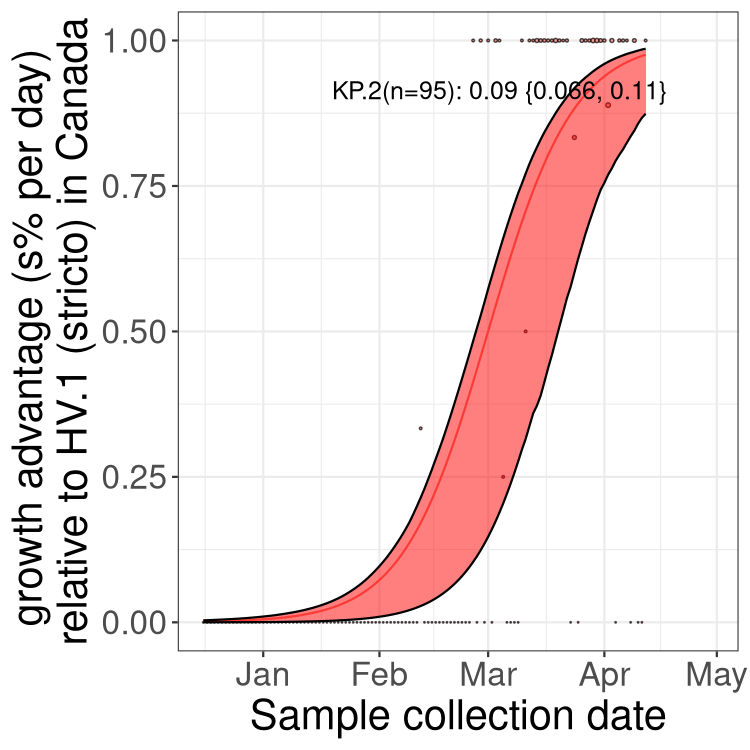 growth advantage (s% per day)
relative to HV.1 (stricto) in Canada
1.00
0.75
0.50
0.25
0.00
KP.2(n=95): 0.09 {0.066, 0.11}
Jan Feb Mar Apr May
Sample collection date